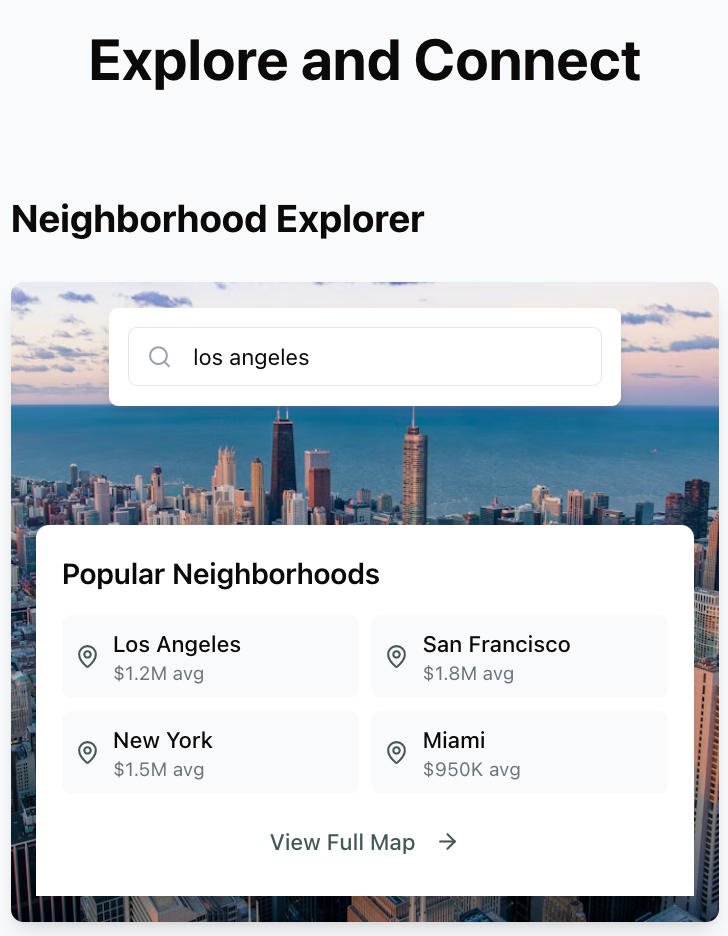 Explore and Connect
Neighborhood Explorer
los angeles
Popular Neighborhoods
Los Angeles
$1.2M avg
San Francisco
$1.8M avg
New York
$1.5M avg
Miami
$950K avg
View Full Map